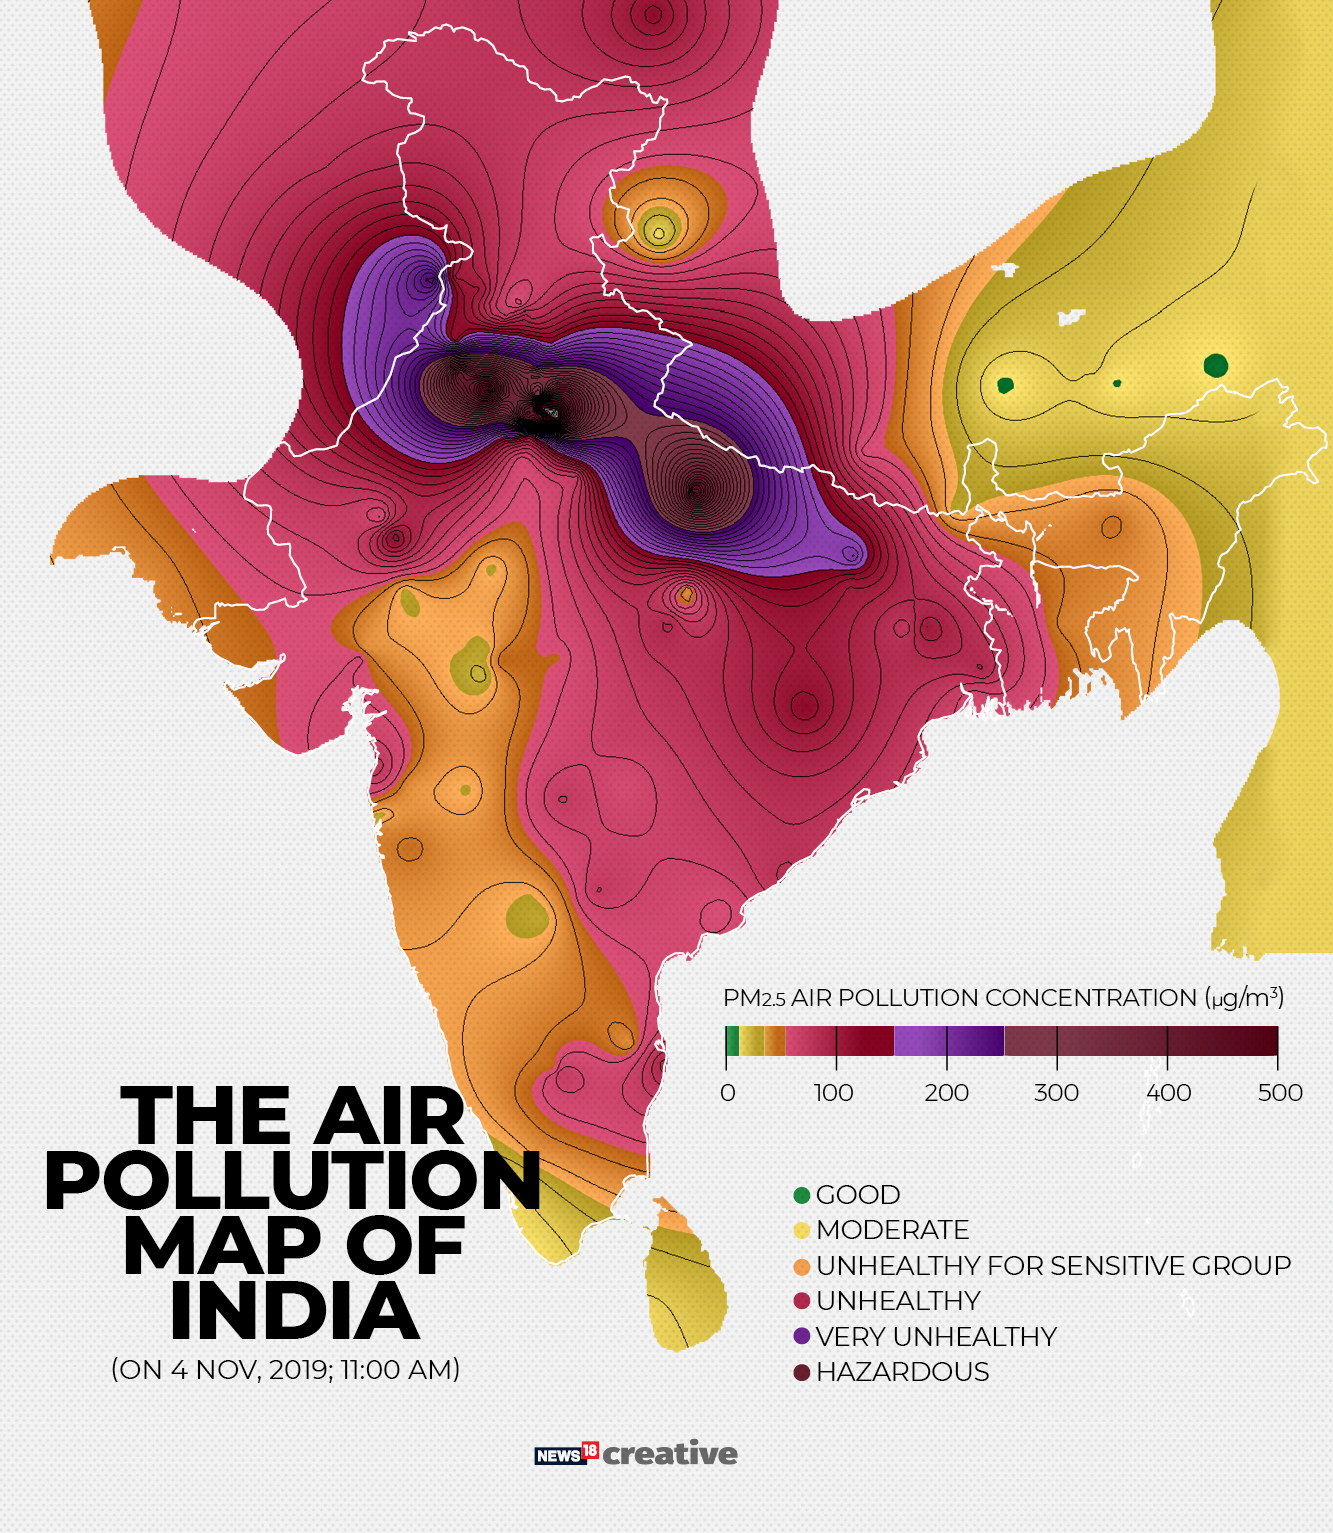 PM2.5 AIR POLLUTION CONCENTRATION (µg/m³)
0 100 200 300 400 500
THE AIR
POLLUTION
MAP OF
INDIA
(ON 4 NOV, 2019; 11:00 AM)
GOOD
MODERATE
UNHEALTHY FOR SENSITIVE GROUP
UNHEALTHY
VERY UNHEALTHY
HAZARDOUS
NEWS18 creative